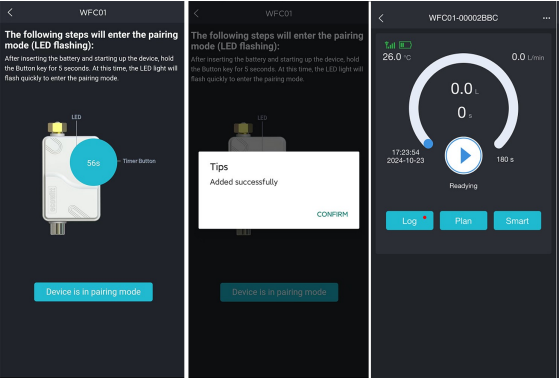 WFC01
The following steps will enter the pairing
mode (LED flashing):
After inserting the battery and starting up the device, hold
the Button key for 5 seconds. At this time, the LED light will
flash quickly to enter the pairing mode.
LED
56s
Timer Button
Device is in pairing mode
WFC01
The following steps will enter the pairing
mode (LED flashing):
After inserting the battery and starting up the device, hold
the Button key for 5 seconds. At this time, the LED light will
flash quickly to enter the pairing mode.
LED
Tips
Added successfully
CONFIRM
Device is in pairing mode
WFC01-00002BBC
26.0 °C
0.0 L/min
0.0 L
0 s
17:23:54
2024-10-23
180 s
Readying
Log
Plan
Smart